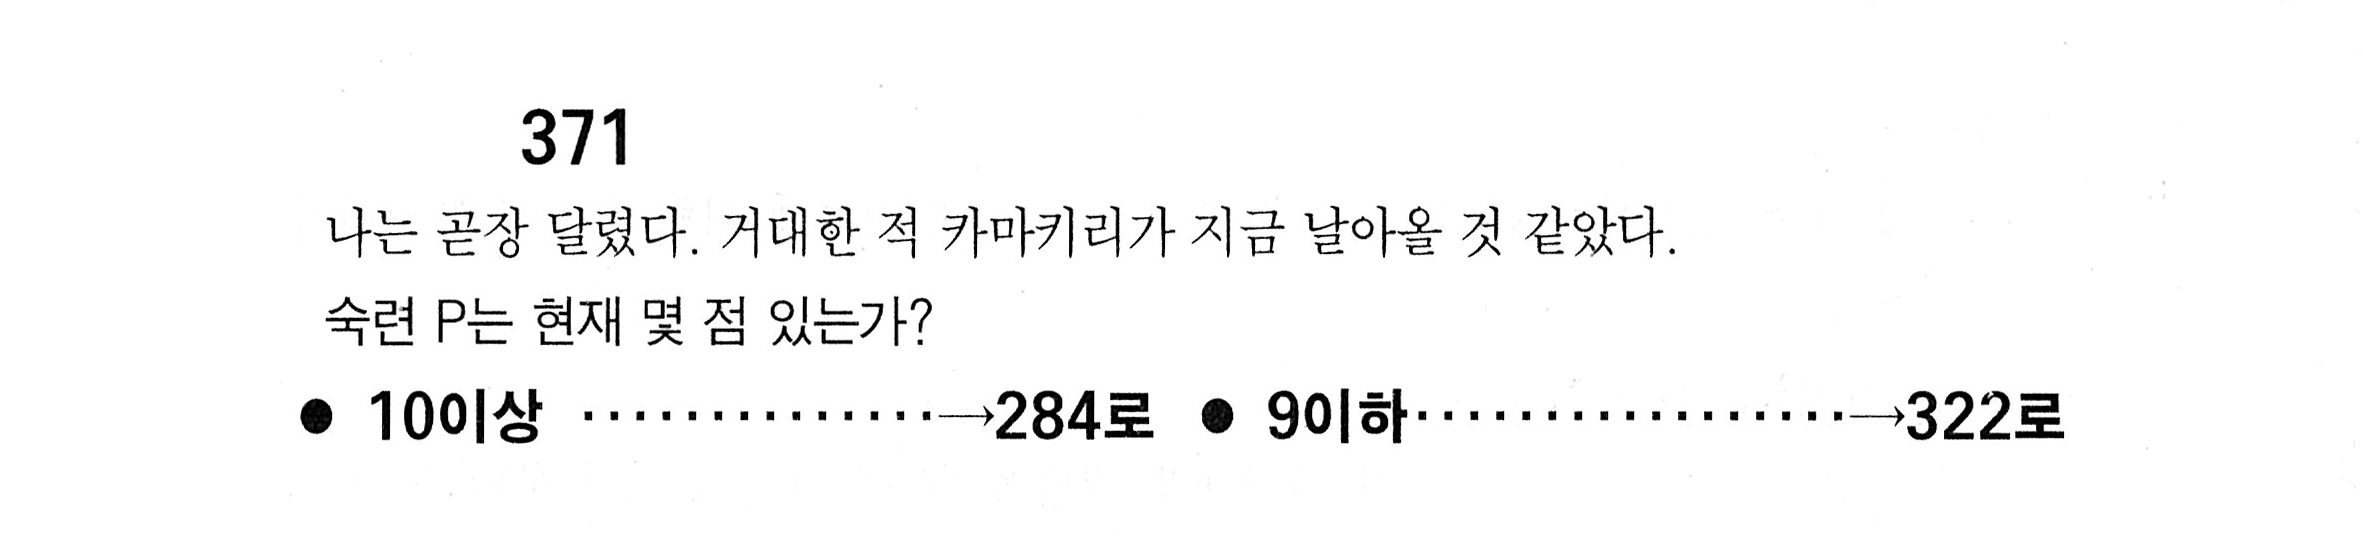 371
나는 곧장 달렸다. 거대한 적 카마키리가 지금 날아올 것 같았다.
숙련 P는 현재 몇 점 있는가?
● 10이상 ··············→284로 ● 9이하·················→322로